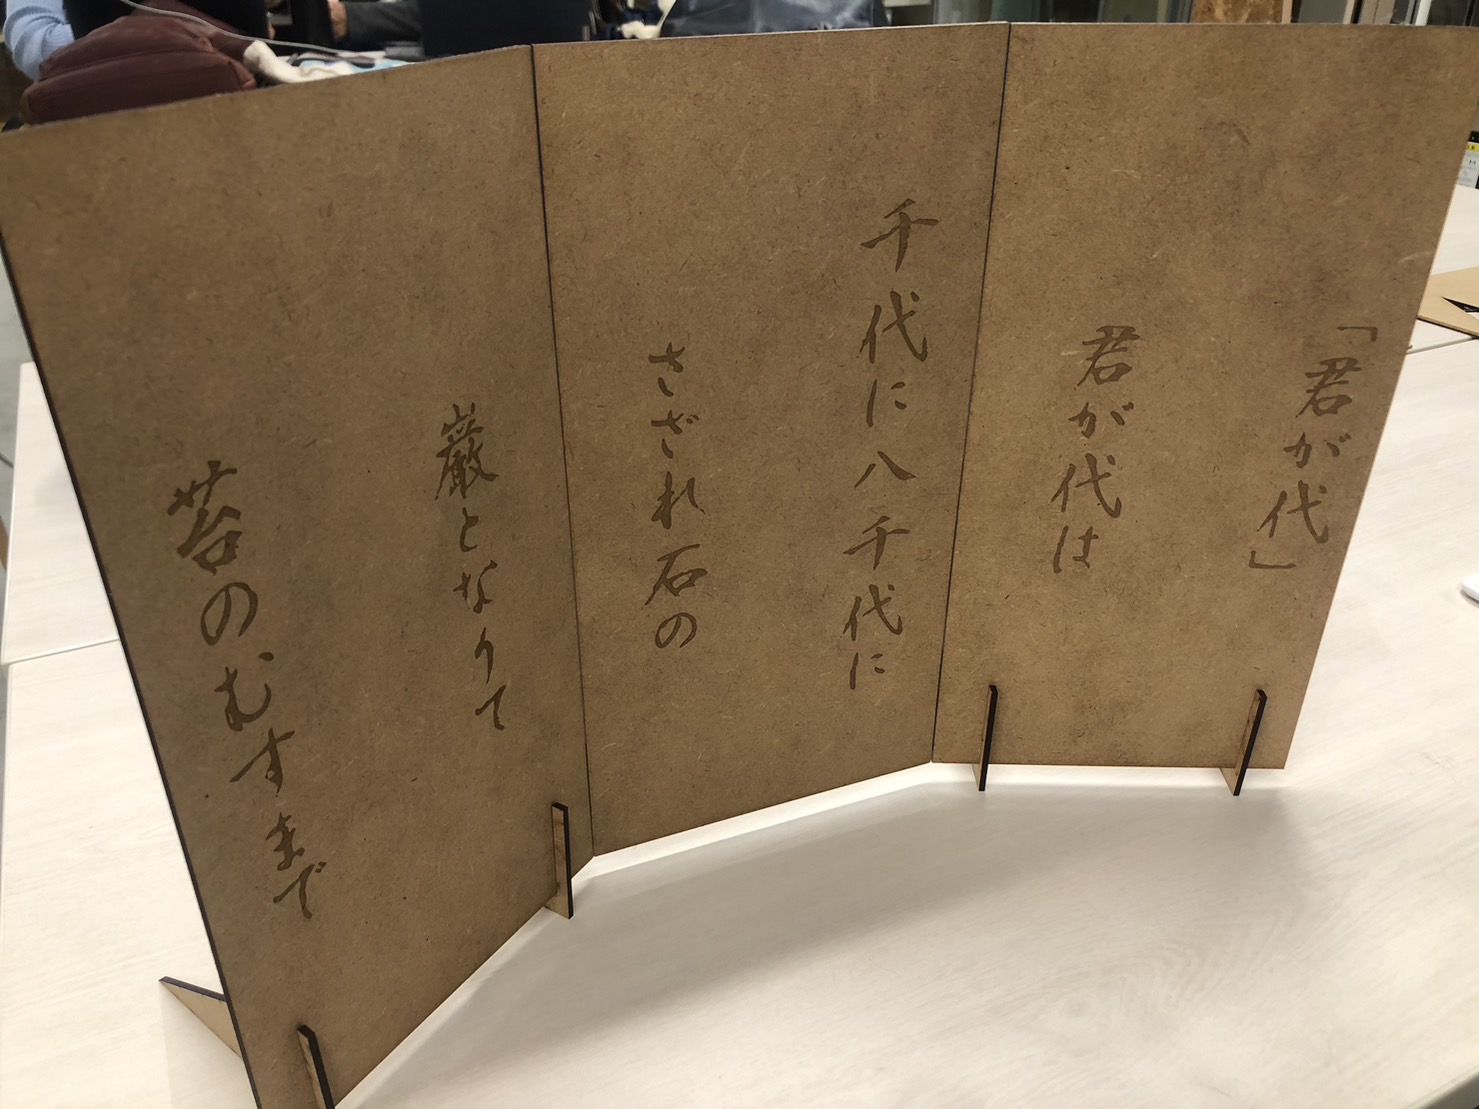 「君が代」
君が代は
千代に八千代に
さざれ石の
巌となりて
苔のむすまで